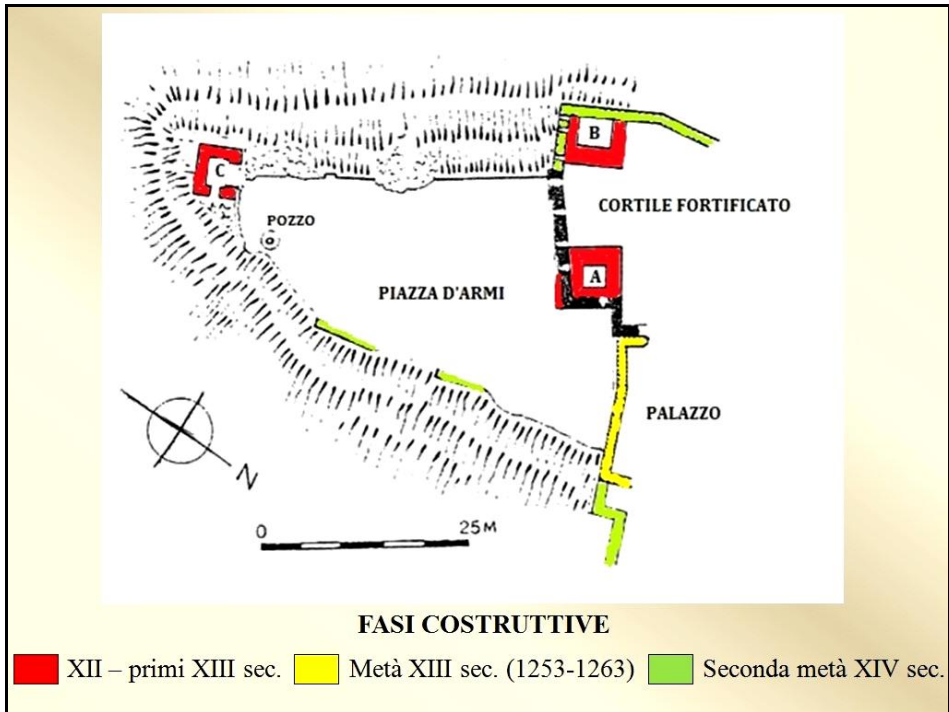 B
C
CORTILE FORTIFICATO
POZZO
A
PIAZZA D'ARMI
PALAZZO
N
0 25 M
FASI COSTRUTTIVE
XII – primi XIII sec. Metà XIII sec. (1253-1263) Seconda metà XIV sec.